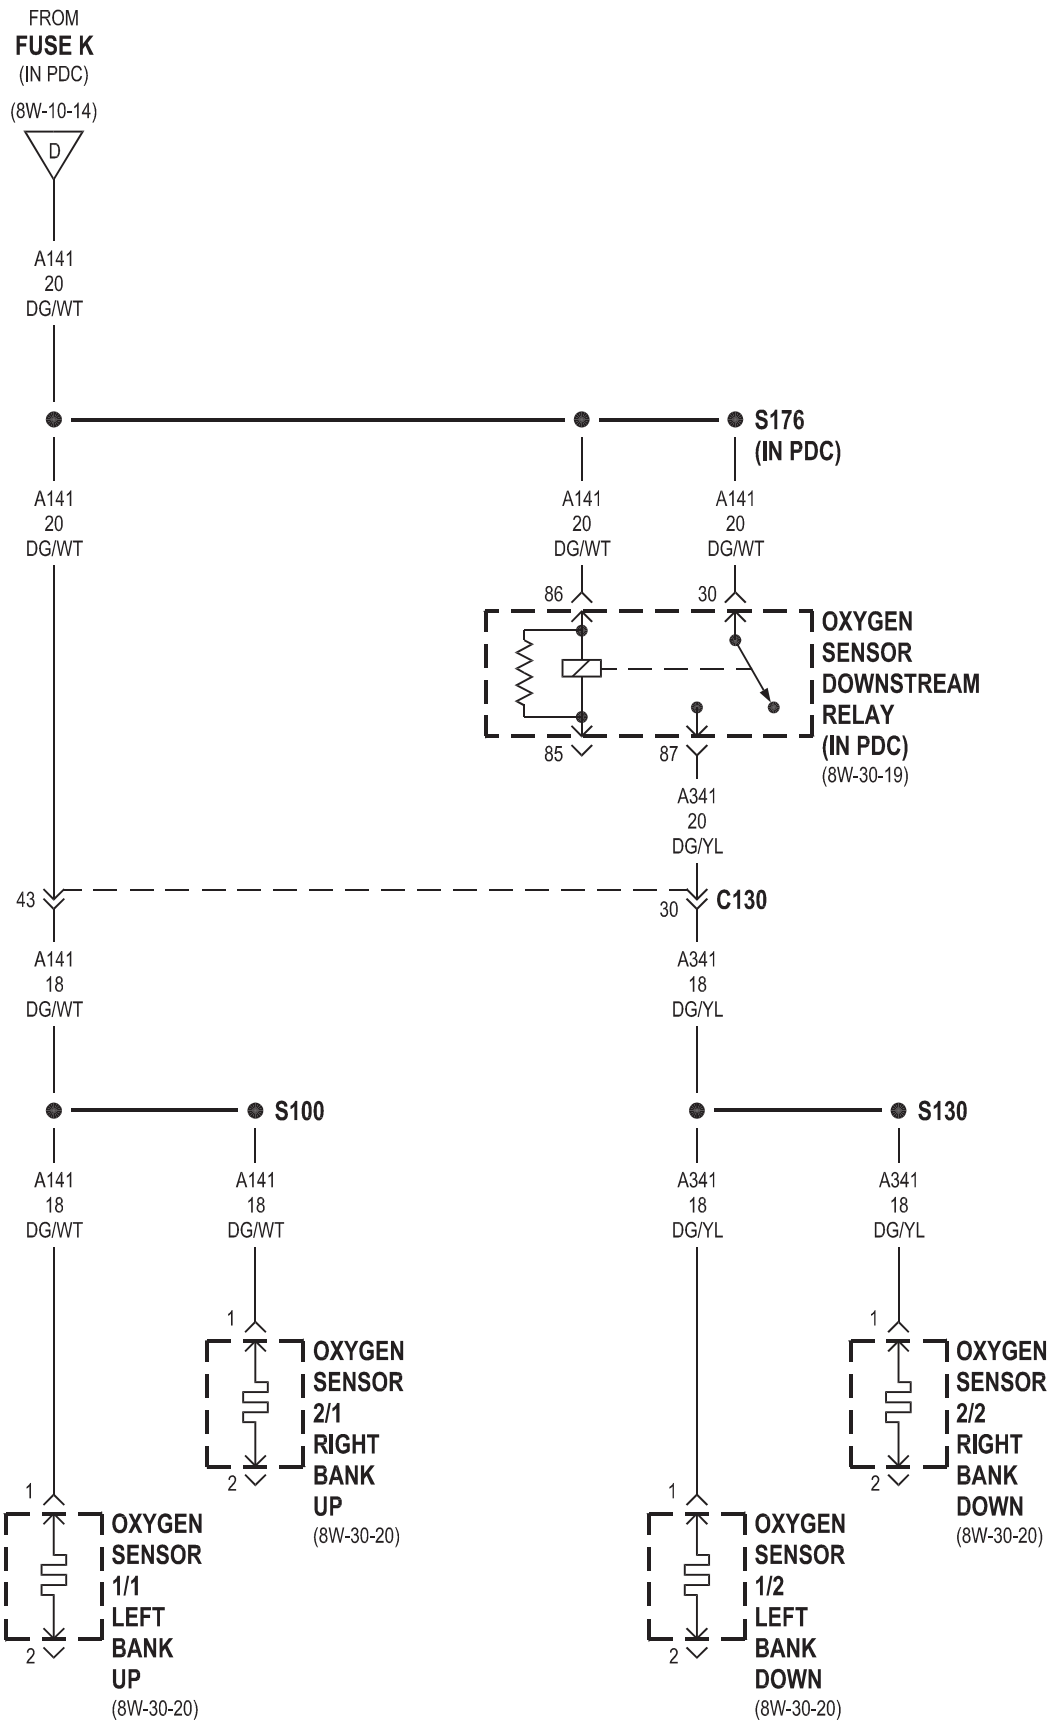 FROM
FUSE K
(IN PDC)
(8W-10-14)
D
A141
20
DG/WT
S176
(IN PDC)
A141
20
DG/WT
A141
20
DG/WT
A141
20
DG/WT
86
30
OXYGEN
SENSOR
DOWNSTREAM
RELAY
(IN PDC)
(8W-30-19)
85
87
A341
20
DG/YL
43
30
C130
A141
18
DG/WT
A341
18
DG/YL
S100
S130
A141
18
DG/WT
A141
18
DG/WT
A341
18
DG/YL
A341
18
DG/YL
1
OXYGEN
SENSOR
2/1
RIGHT
BANK
UP
(8W-30-20)
2
1
OXYGEN
SENSOR
2/2
RIGHT
BANK
DOWN
(8W-30-20)
2
1
OXYGEN
SENSOR
1/1
LEFT
BANK
UP
(8W-30-20)
2
1
OXYGEN
SENSOR
1/2
LEFT
BANK
DOWN
(8W-30-20)
2